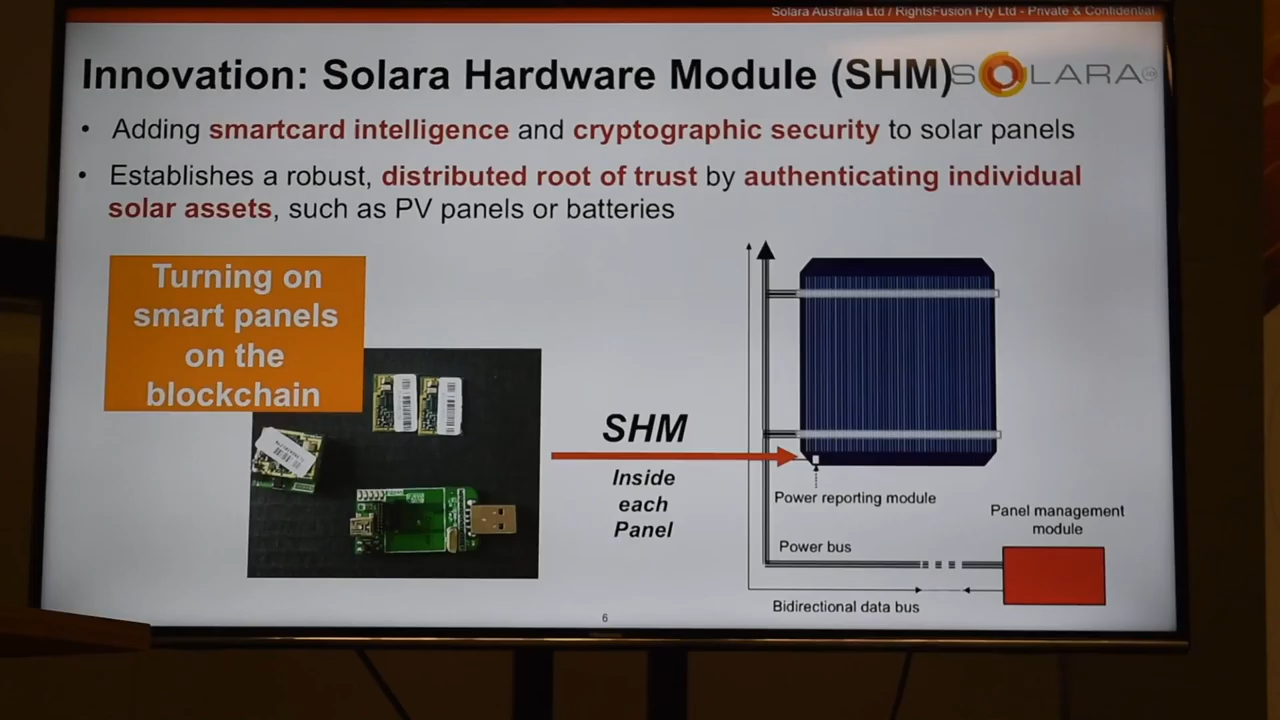 Solara Australia Ltd / RightsFusion Pty Ltd - Private & Confidential
Innovation: Solara Hardware Module (SHM)
SOLARA
• Adding smartcard intelligence and cryptographic security to solar panels
• Establishes a robust, distributed root of trust by authenticating individual
solar assets, such as PV panels or batteries
Turning on
smart panels
on the
blockchain
SHM
Inside
each
Panel
Power reporting module
Panel management
module
Power bus
Bidirectional data bus
6